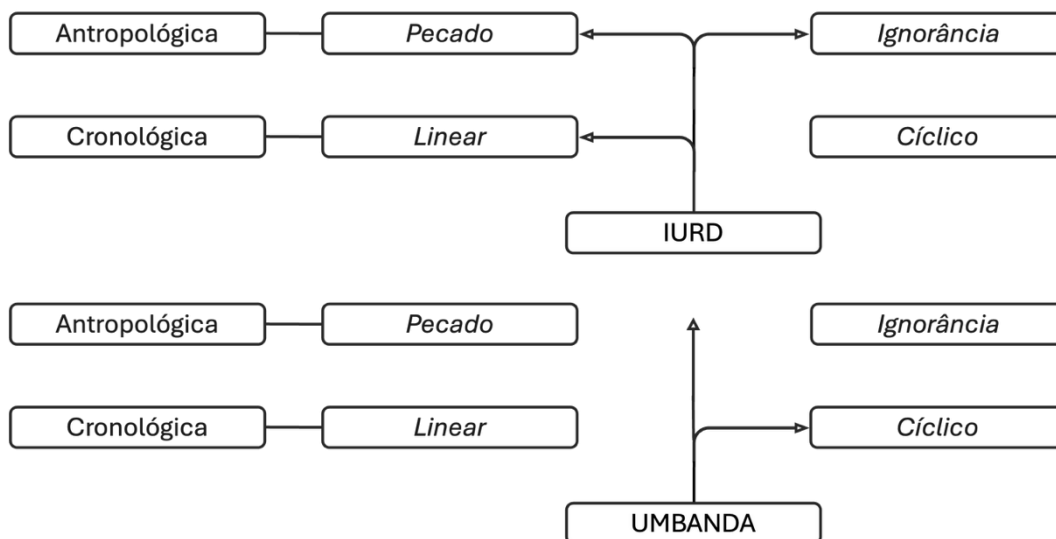 Antropológica Pecado Ignorância
Cronológica Linear Cíclico
IURD
Antropológica Pecado Ignorância
Cronológica Linear Cíclico
UMBANDA